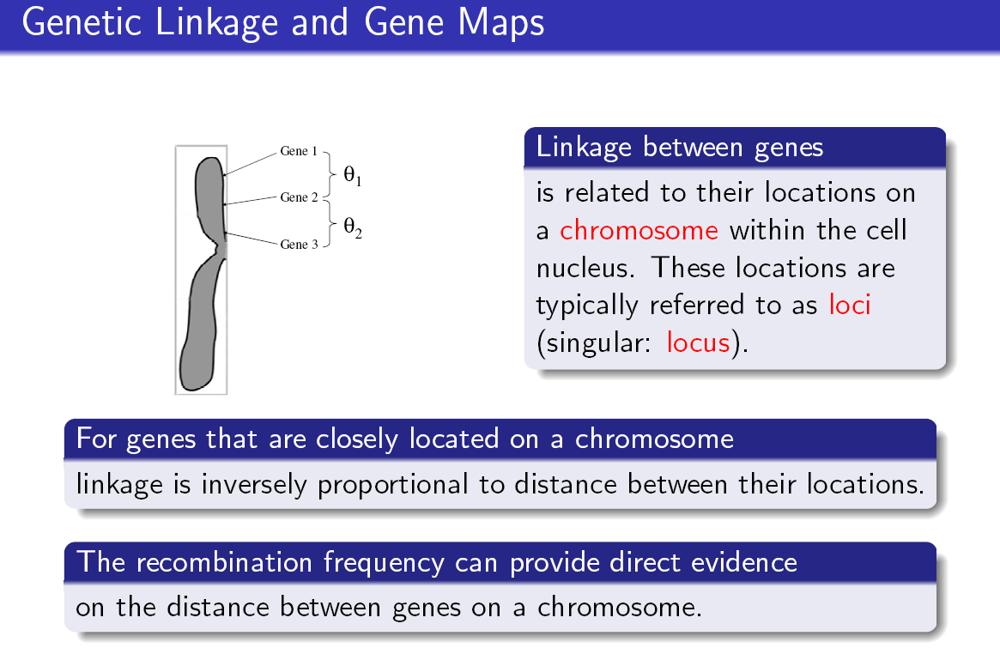 Genetic Linkage and Gene Maps
Gene 1
θ1
Gene 2
θ2
Gene 3
Linkage between genes
is related to their locations on
a chromosome within the cell
nucleus. These locations are
typically referred to as loci
(singular: locus).
For genes that are closely located on a chromosome
linkage is inversely proportional to distance between their locations.
The recombination frequency can provide direct evidence
on the distance between genes on a chromosome.